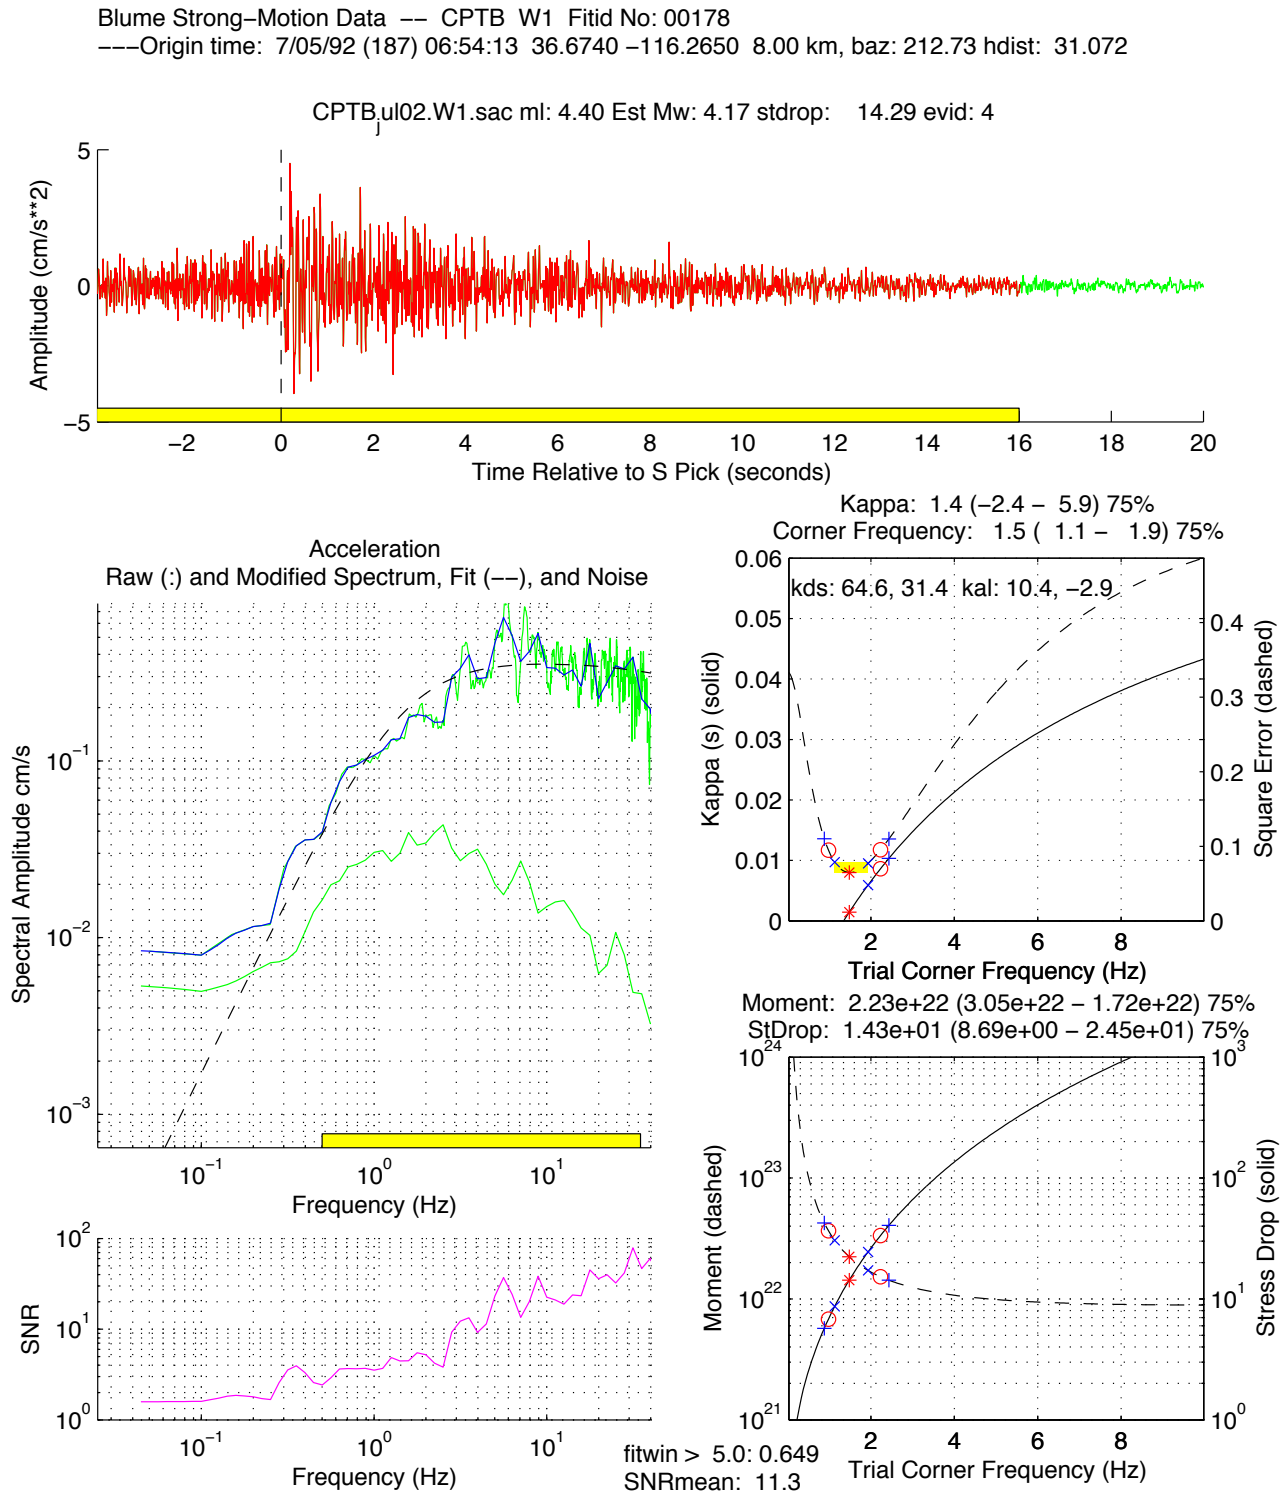 Blume Strong−Motion Data −− CPTB W1 Fitid No: 00178
−−−Origin time: 7/05/92 (187) 06:54:13 36.6740 −116.2650 8.00 km, baz: 212.73 hdist: 31.072
CPTBjul02.W1.sac ml: 4.40 Est Mw: 4.17 stdrop: 14.29 evid: 4
5
0
−5
Amplitude (cm/s**2)
−2 0 2 4 6 8 10 12 14 16 18 20
Time Relative to S Pick (seconds)
Acceleration
Raw (:) and Modified Spectrum, Fit (−−), and Noise
10^−1
10^−2
10^−3
Spectral Amplitude cm/s
10^−1 10^0 10^1
Frequency (Hz)
10^2
10^1
10^0
SNR
10^−1 10^0 10^1
Frequency (Hz)
Kappa: 1.4 (−2.4 − 5.9) 75%
Corner Frequency: 1.5 ( 1.1 − 1.9) 75%
kds: 64.6, 31.4 kal: 10.4, −2.9
0.06
0.05
0.04
0.03
0.02
0.01
0
Kappa (s) (solid)
0.4
0.3
0.2
0.1
0
Square Error (dashed)
2 4 6 8
Trial Corner Frequency (Hz)
Moment: 2.23e+22 (3.05e+22 − 1.72e+22) 75%
StDrop: 1.43e+01 (8.69e+00 − 2.45e+01) 75%
10^24
10^23
10^22
10^21
Moment (dashed)
10^3
10^2
10^1
10^0
Stress Drop (solid)
2 4 6 8
Trial Corner Frequency (Hz)
fitwin > 5.0: 0.649
SNRmean: 11.3